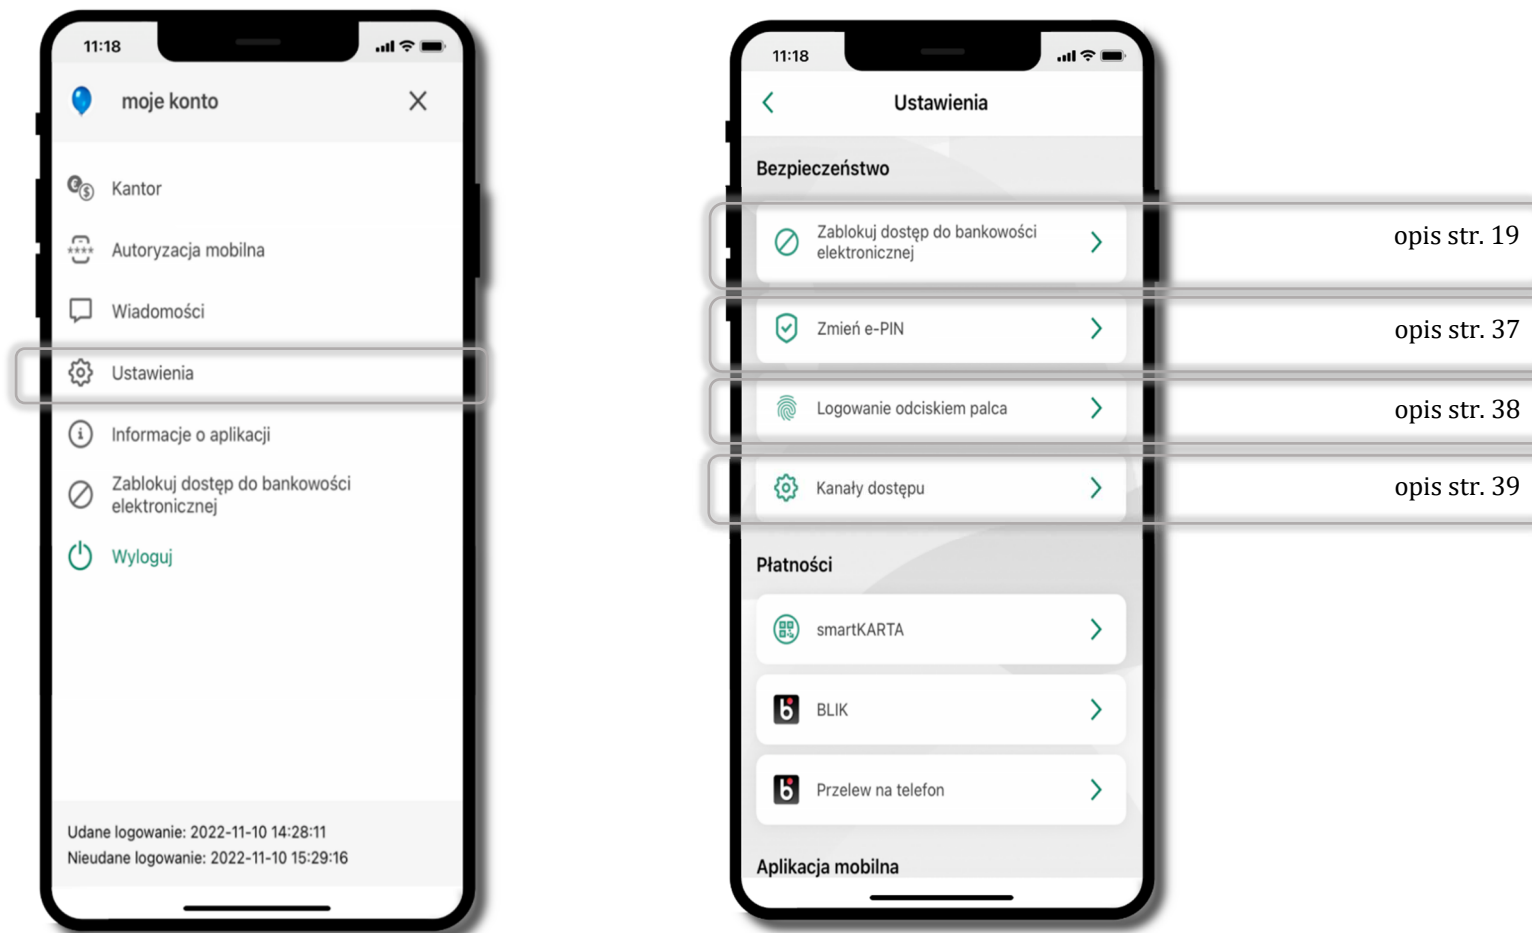 11:18
moje konto
Kantor
Autoryzacja mobilna
Wiadomości
Ustawienia
Informacje o aplikacji
Zablokuj dostęp do bankowości
elektronicznej
Wyloguj
Udane logowanie: 2022-11-10 14:28:11
Nieudane logowanie: 2022-11-10 15:29:16
11:18
Ustawienia
Bezpieczeństwo
Zablokuj dostęp do bankowości
elektronicznej
opis str. 19
Zmień e-PIN
opis str. 37
Logowanie odciskiem palca
opis str. 38
Kanały dostępu
opis str. 39
Płatności
smartKARTA
BLIK
Przelew na telefon
Aplikacja mobilna